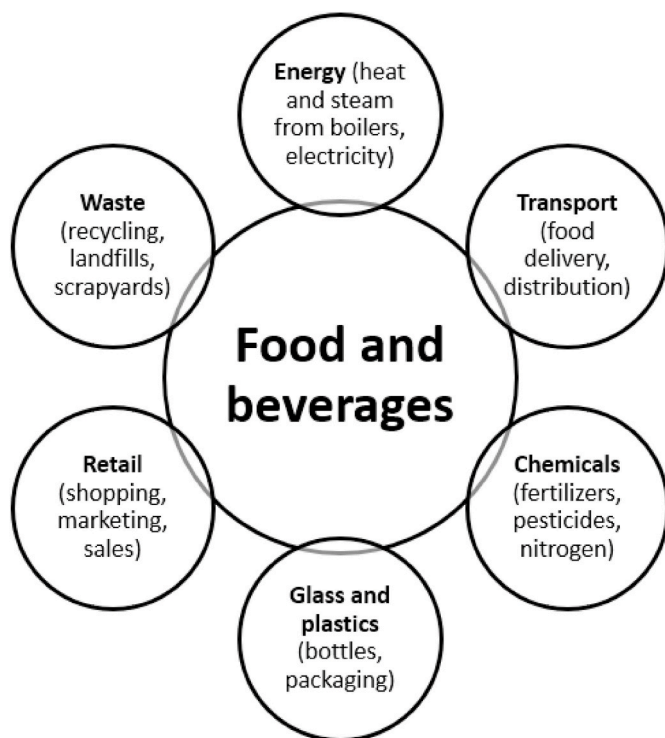 Energy (heat
and steam
from boilers,
electricity)
Transport
(food
delivery,
distribution)
Chemicals
(fertilizers,
pesticides,
nitrogen)
Glass and
plastics
(bottles,
packaging)
Retail
(shopping,
marketing,
sales)
Waste
(recycling,
landfills,
scrapyards)
Food and
beverages